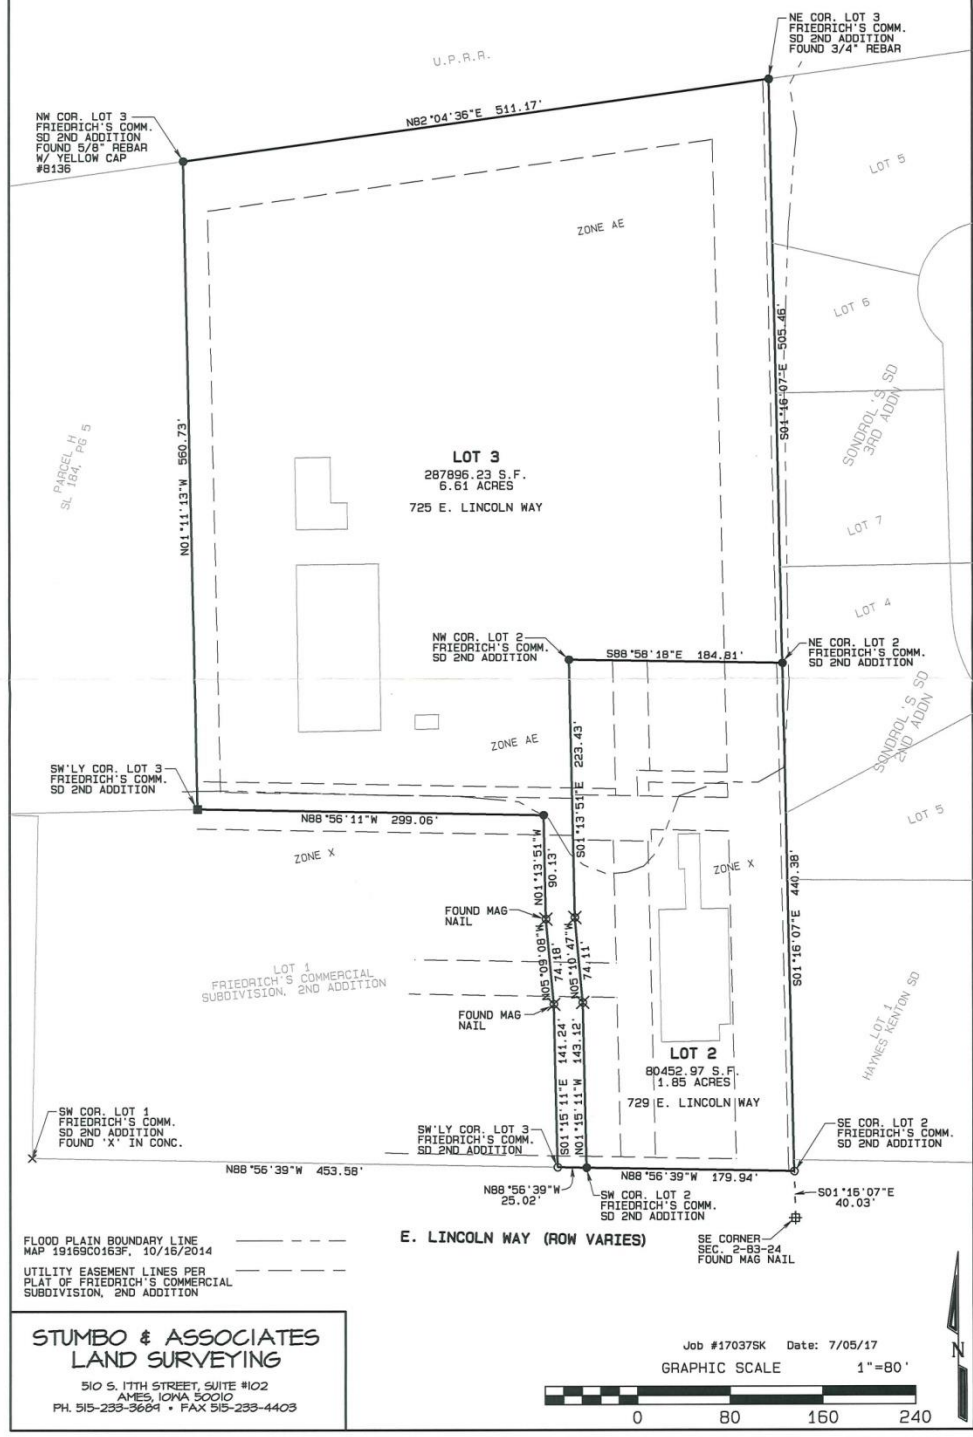 NE COR. LOT 3
FRIEDRICH'S COMM.
SD 2ND ADDITION
FOUND 3/4" REBAR
U.P.R.R.
N82°04'36"E 511.17'
NW COR. LOT 3
FRIEDRICH'S COMM.
SD 2ND ADDITION
FOUND 5/8" REBAR
W/ YELLOW CAP
#8136
LOT 5
ZONE AE
LOT 6
S01°16'07"E 505.46'
SONDROL'S SD
3RD ADDN
PARCEL H
SL 184, PG 5
N01°11'13"W 560.73'
LOT 3
287896.23 S.F.
6.61 ACRES
725 E. LINCOLN WAY
LOT 7
LOT 4
NW COR. LOT 2
FRIEDRICH'S COMM.
SD 2ND ADDITION
S88°58'18"E 184.81'
NE COR. LOT 2
FRIEDRICH'S COMM.
SD 2ND ADDITION
SONDROL'S SD
2ND ADDN
ZONE AE
S01°13'51"E 223.43'
SW'LY COR. LOT 3
FRIEDRICH'S COMM.
SD 2ND ADDITION
N88°56'11"W 299.06'
LOT 5
ZONE X
N01°13'51"W
90.13'
ZONE X
S01°16'07"E 440.38'
FOUND MAG
NAIL
N05°09'08"W
74.18'
N05°10'47"W
74.11'
LOT 1
FRIEDRICH'S COMMERCIAL
SUBDIVISION, 2ND ADDITION
FOUND MAG
NAIL
LOT 1
HAYNES KENTON SD
S01°15'11"E 141.24'
N01°15'11"W 143.12'
LOT 2
80452.97 S.F.
1.85 ACRES
729 E. LINCOLN WAY
SW COR. LOT 1
FRIEDRICH'S COMM.
SD 2ND ADDITION
FOUND 'X' IN CONC.
SW'LY COR. LOT 3
FRIEDRICH'S COMM.
SD 2ND ADDITION
SE COR. LOT 2
FRIEDRICH'S COMM.
SD 2ND ADDITION
N88°56'39"W 453.58'
N88°56'39"W 179.94'
N88°56'39"W
25.02'
SW COR. LOT 2
FRIEDRICH'S COMM.
SD 2ND ADDITION
S01°16'07"E
40.03'
E. LINCOLN WAY (ROW VARIES)
SE CORNER
SEC. 2-83-24
FOUND MAG NAIL
FLOOD PLAIN BOUNDARY LINE
MAP 19169C0163F, 10/16/2014
UTILITY EASEMENT LINES PER
PLAT OF FRIEDRICH'S COMMERCIAL
SUBDIVISION, 2ND ADDITION
STUMBO & ASSOCIATES
LAND SURVEYING
510 S. 17TH STREET, SUITE #102
AMES, IOWA 50010
PH. 515-233-3689 • FAX 515-233-4403
Job #17037SK Date: 7/05/17
GRAPHIC SCALE 1"=80'
0 80 160 240
N